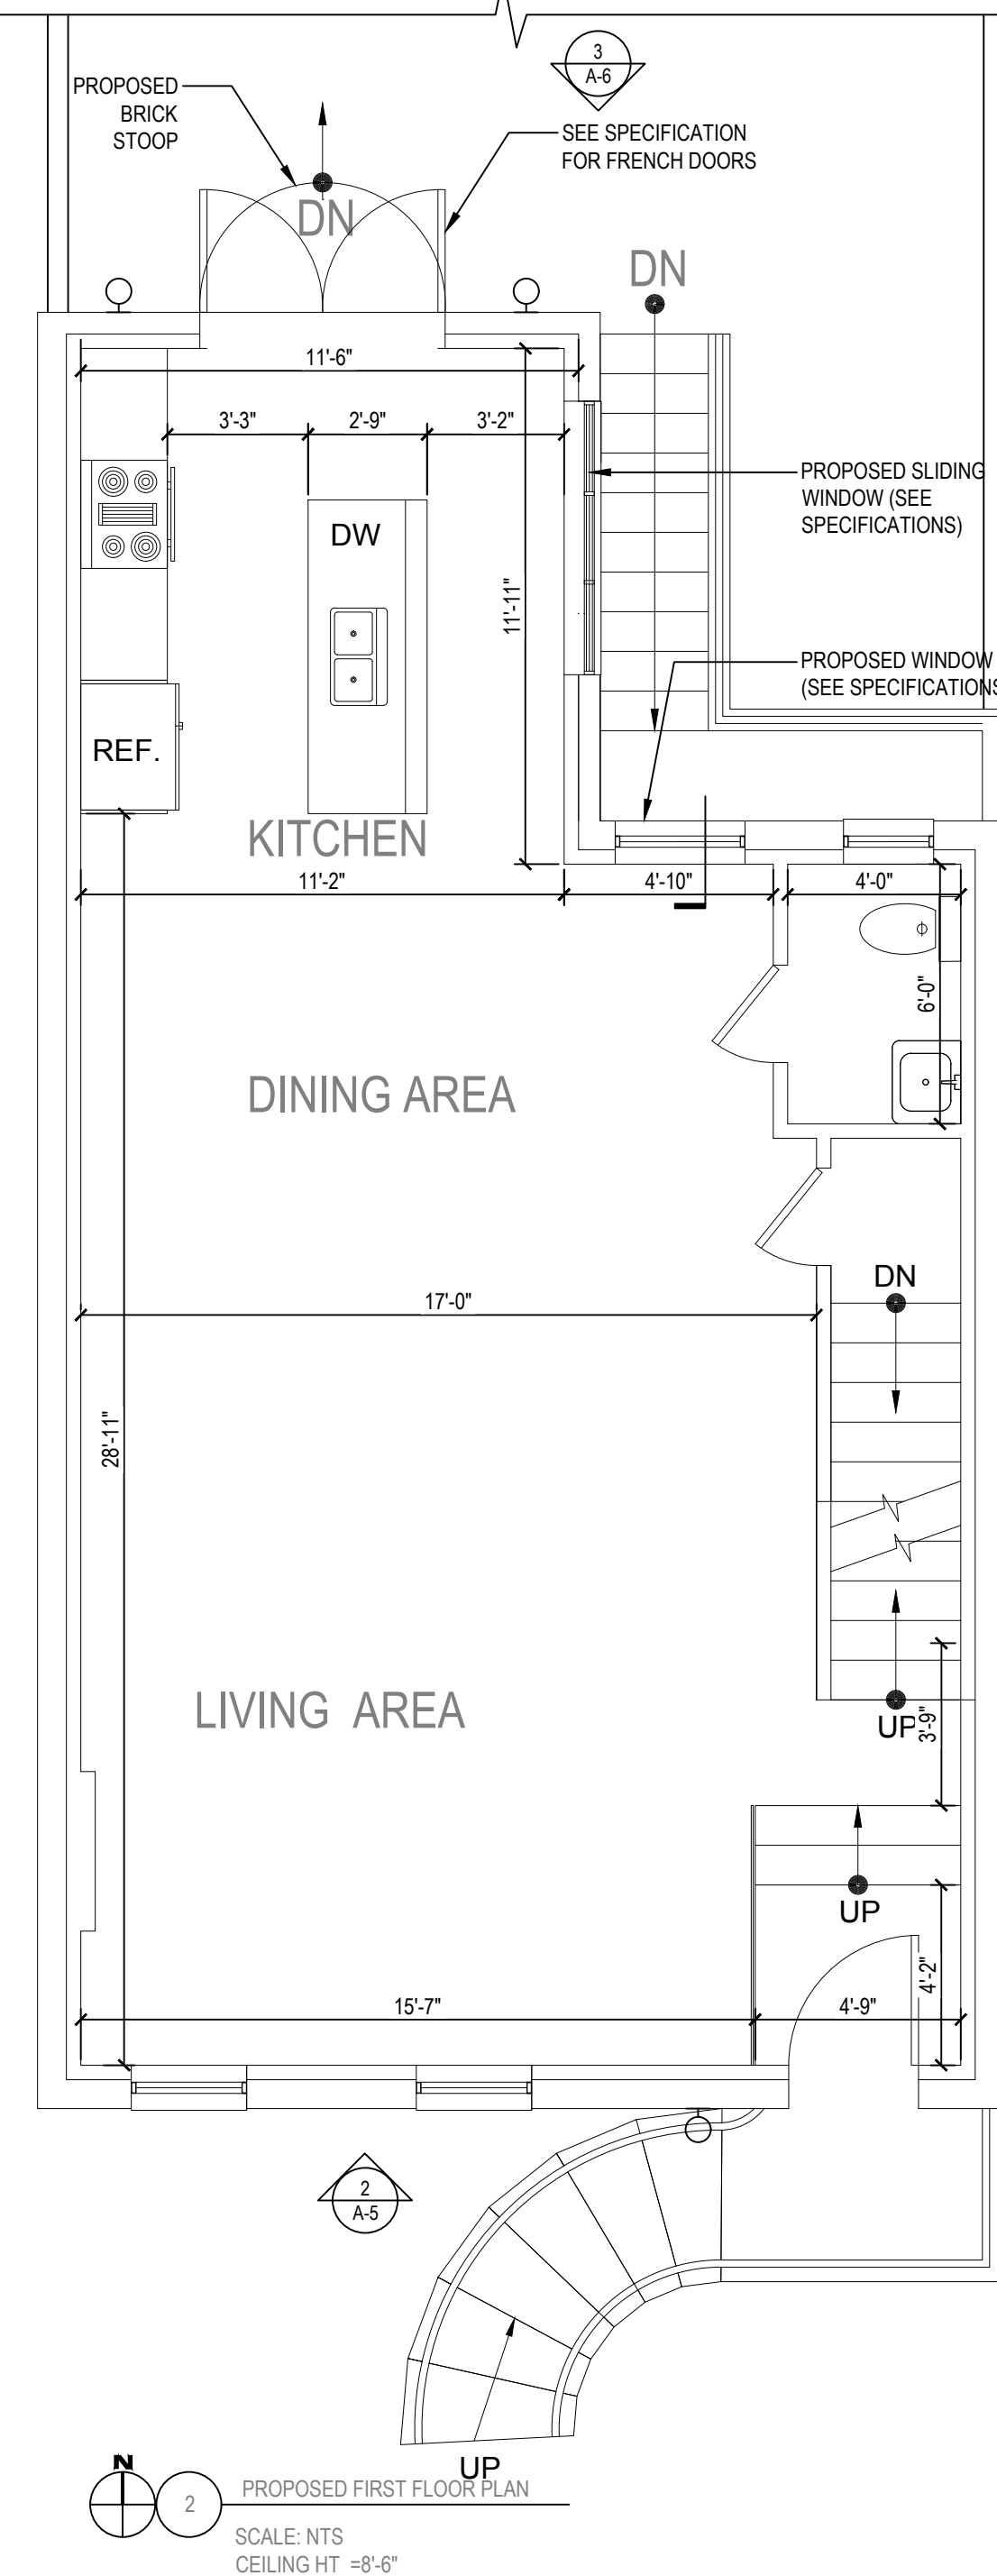 3
A-6
PROPOSED
BRICK
STOOP
SEE SPECIFICATION
FOR FRENCH DOORS
DN
DN
11'-6"
3'-3"
2'-9"
3'-2"
PROPOSED SLIDING
WINDOW (SEE
SPECIFICATIONS)
DW
11'-11"
PROPOSED WINDOW
(SEE SPECIFICATIONS
REF.
KITCHEN
11'-2"
4'-10"
4'-0"
6'-0"
DINING AREA
DN
17'-0"
28'-11"
LIVING AREA
UP
3'-9"
UP
4'-2"
15'-7"
4'-9"
2
A-5
UP
N
2
PROPOSED FIRST FLOOR PLAN
SCALE: NTS
CEILING HT =8'-6"